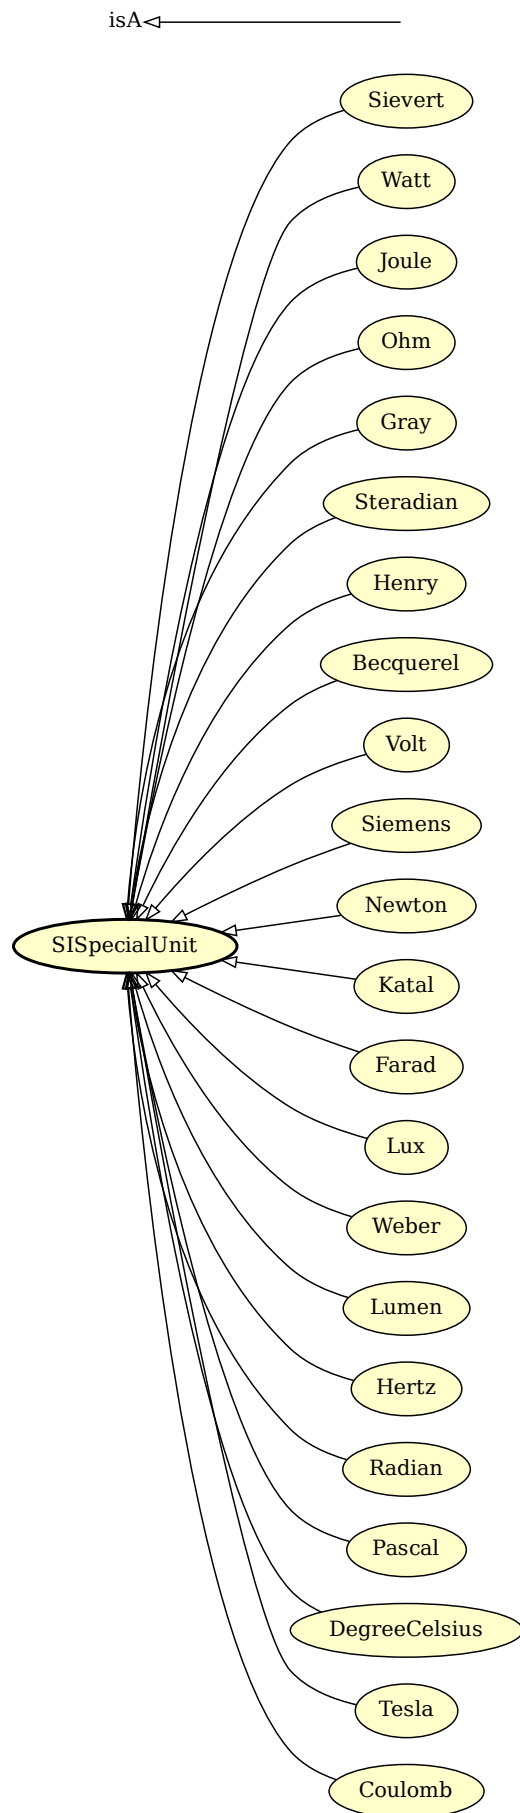 isA
Sievert
Watt
Joule
Ohm
Gray
Steradian
Henry
Becquerel
Volt
Siemens
Newton
SISpecialUnit
Katal
Farad
Lux
Weber
Lumen
Hertz
Radian
Pascal
DegreeCelsius
Tesla
Coulomb